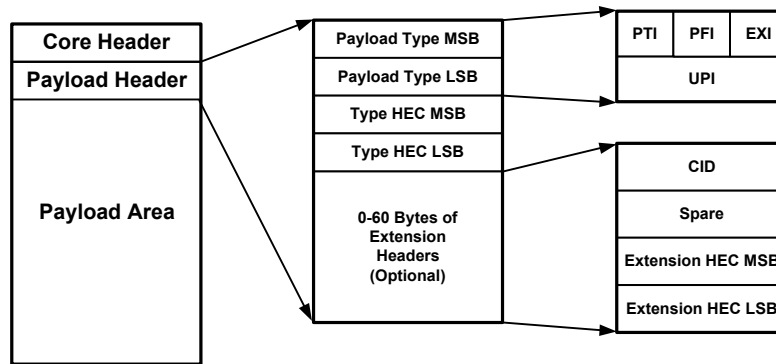 Core Header
Payload Header
Payload Area
Payload Type MSB
Payload Type LSB
Type HEC MSB
Type HEC LSB
0-60 Bytes of
Extension
Headers
(Optional)
PTI PFI EXI
UPI
CID
Spare
Extension HEC MSB
Extension HEC LSB